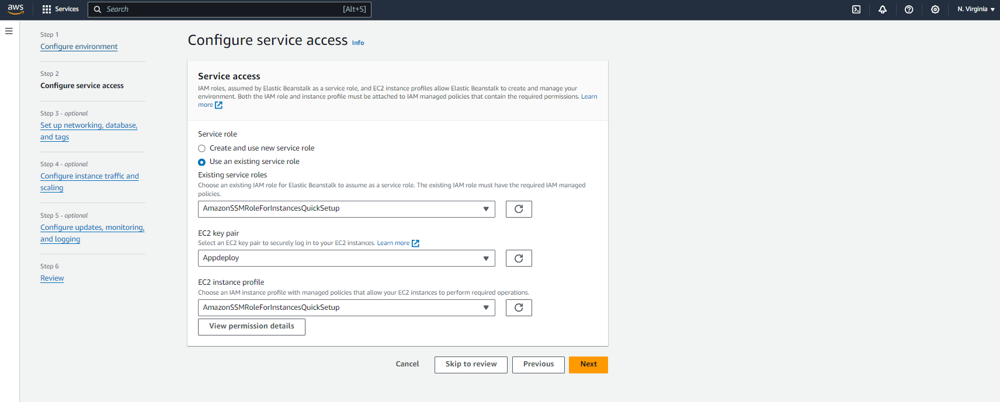 aws
Services
Search
[Alt+S]
N. Virginia
Step 1
Configure environment
Step 2
Configure service access
Step 3 - optional
Set up networking, database,
and tags
Step 4 - optional
Configure instance traffic and
scaling
Step 5 - optional
Configure updates, monitoring,
and logging
Step 6
Review
Configure service access Info
Service access
IAM roles, assumed by Elastic Beanstalk as a service role, and EC2 instance profiles allow Elastic Beanstalk to create and manage your
environment. Both the IAM role and instance profile must be attached to IAM managed policies that contain the required permissions. Learn
more
Service role
Create and use new service role
Use an existing service role
Existing service roles
Choose an existing IAM role for Elastic Beanstalk to assume as a service role. The existing IAM role must have the required IAM managed
policies.
AmazonSSMRoleForInstancesQuickSetup
EC2 key pair
Select an EC2 key pair to securely log in to your EC2 instances. Learn more
Appdeploy
EC2 instance profile
Choose an IAM instance profile with managed policies that allow your EC2 instances to perform required operations.
AmazonSSMRoleForInstancesQuickSetup
View permission details
Cancel
Skip to review
Previous
Next